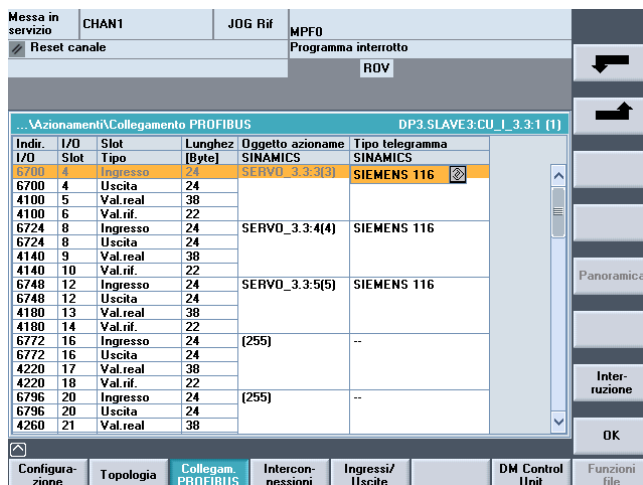 Messa in servizio CHAN1 JOG Rif MPF0
Reset canale Programma interrotto
ROV
...\Azionamenti\Collegamento PROFIBUS DP3.SLAVE3:CU_I_3.3:1 (1)
Indir. I/O Slot Lunghez Oggetto azioname Tipo telegramma
I/O Slot Tipo [Byte] SINAMICS SINAMICS
6700 4 Ingresso 24 SERVO_3.3:3(3) SIEMENS 116
6700 4 Uscita 24
4100 5 Val.real 38
4100 6 Val.rif. 22
6724 8 Ingresso 24 SERVO_3.3:4(4) SIEMENS 116
6724 8 Uscita 24
4140 9 Val.real 38
4140 10 Val.rif. 22
6748 12 Ingresso 24 SERVO_3.3:5(5) SIEMENS 116
6748 12 Uscita 24
4180 13 Val.real 38
4180 14 Val.rif. 22
6772 16 Ingresso 24 (255) --
6772 16 Uscita 24
4220 17 Val.real 38
4220 18 Val.rif. 22
6796 20 Ingresso 24 (255) --
6796 20 Uscita 24
4260 21 Val.real 38
Panoramica
Inter-
ruzione
OK
Configura-
zione
Topologia
Collegam.
PROFIBUS
Intercon-
nessioni
Ingressi/
Uscite
DM Control
Unit
Funzioni
file